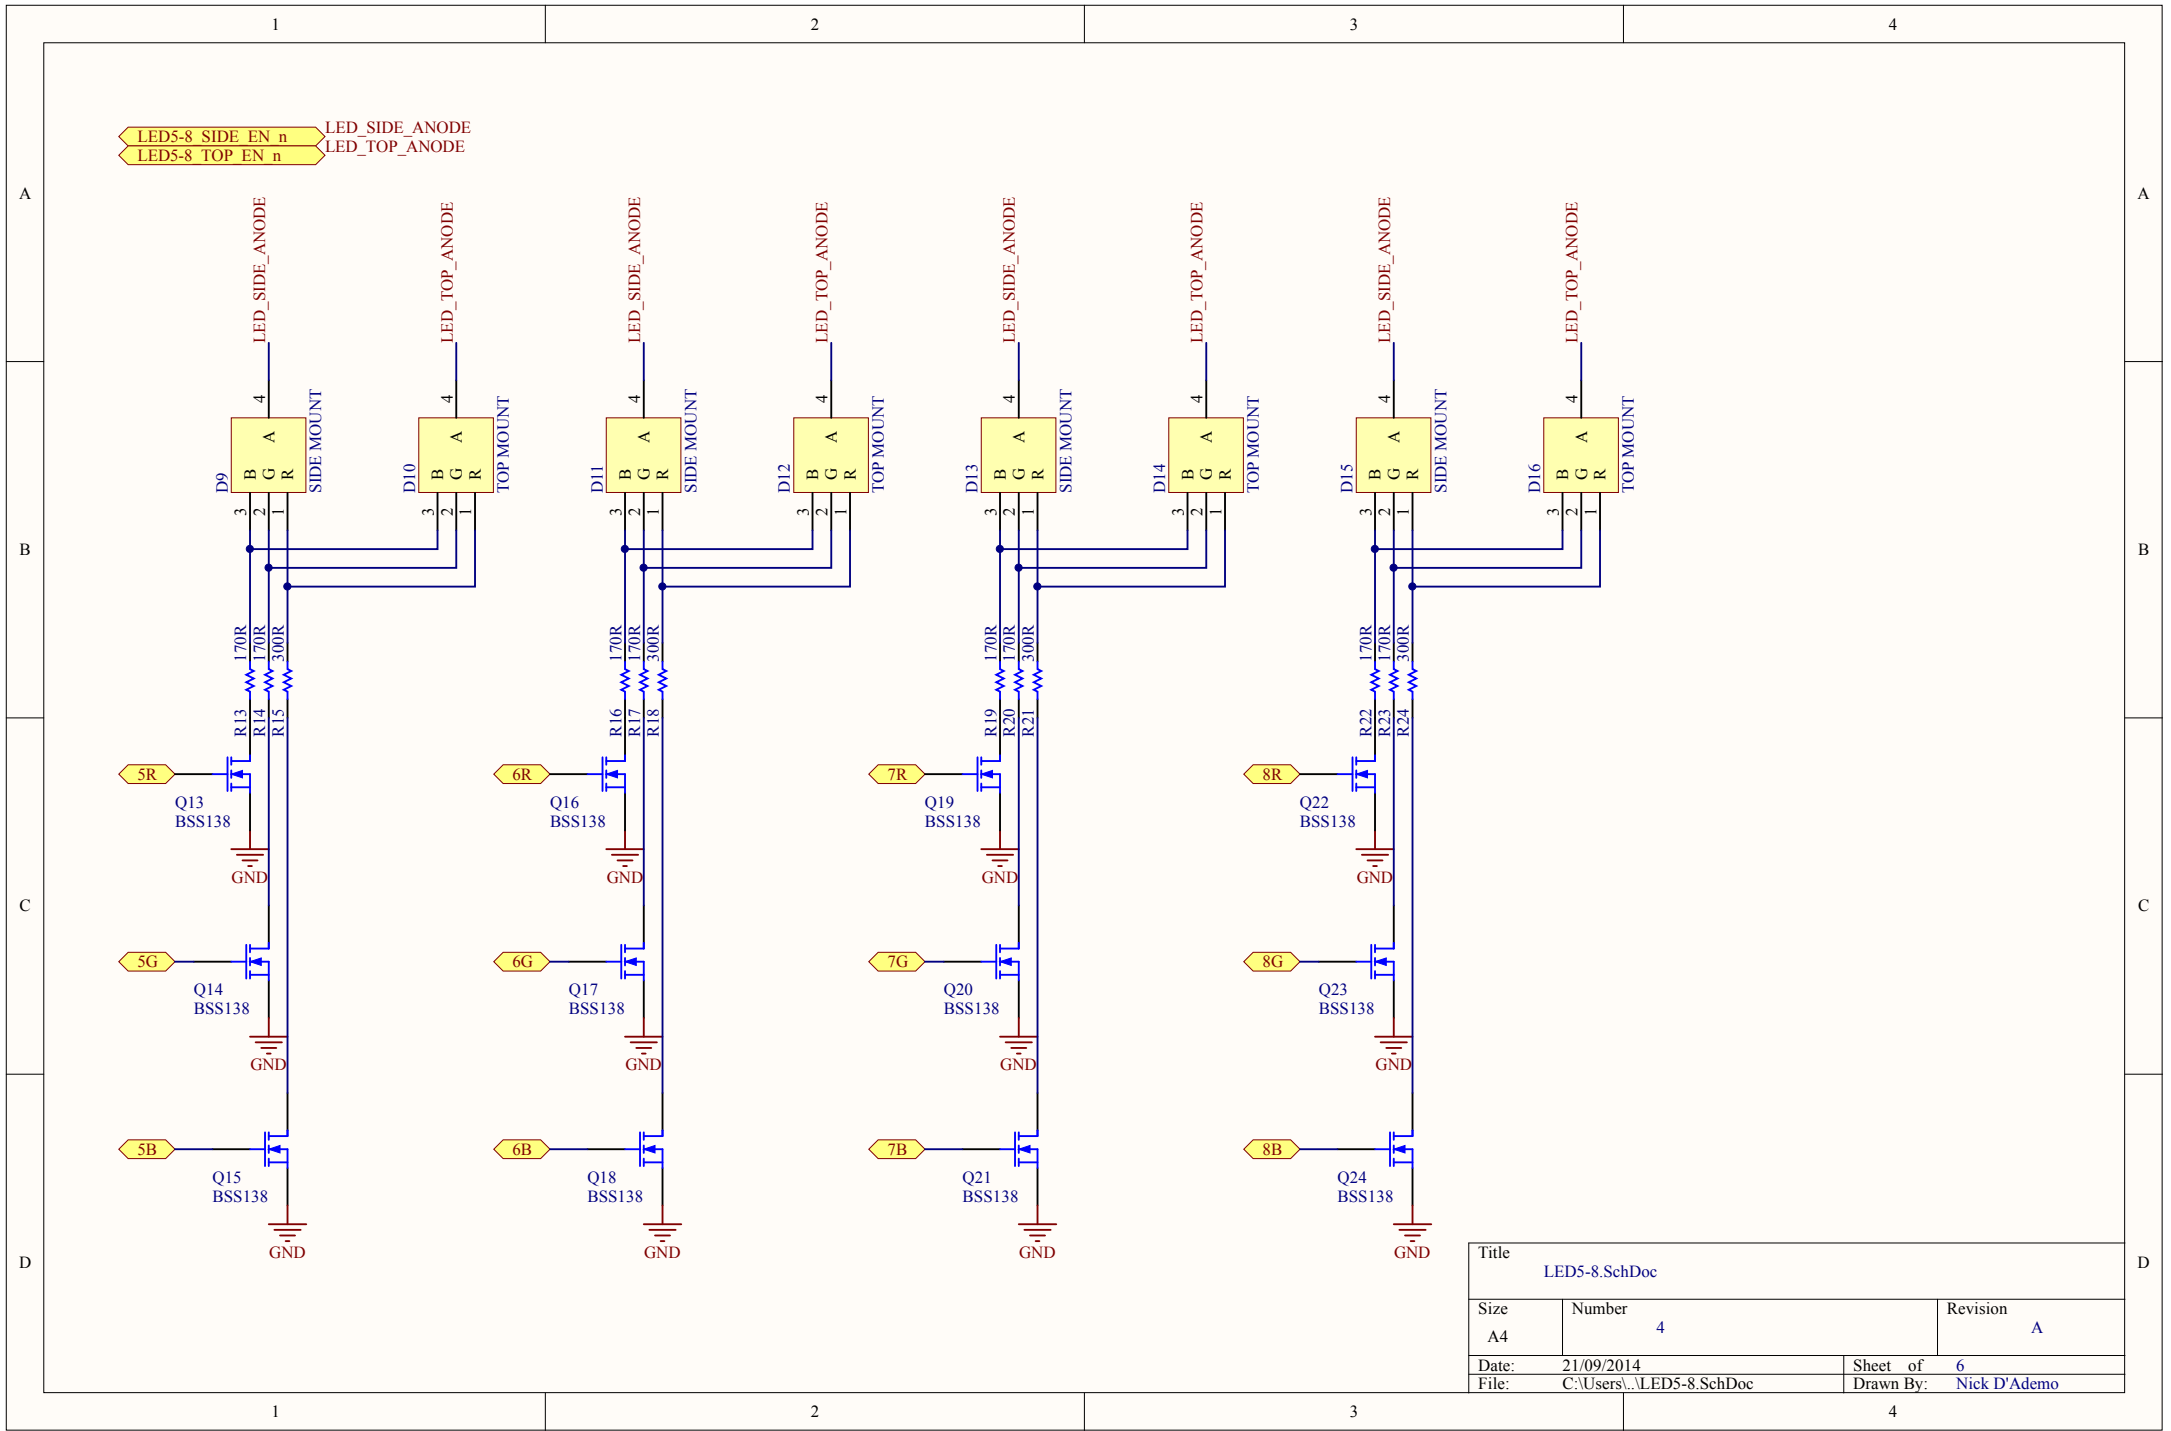 1 2 3 4
LED5-8_SIDE_EN_n LED_SIDE_ANODE
LED5-8_TOP_EN_n LED_TOP_ANODE
A A
LED_SIDE_ANODE LED_TOP_ANODE LED_SIDE_ANODE LED_TOP_ANODE LED_SIDE_ANODE LED_TOP_ANODE LED_SIDE_ANODE LED_TOP_ANODE
4 4 4 4 4 4 4 4
A A A A A A A A
D9 B G R SIDE MOUNT D10 B G R TOP MOUNT D11 B G R SIDE MOUNT D12 B G R TOP MOUNT D13 B G R SIDE MOUNT D14 B G R TOP MOUNT D15 B G R SIDE MOUNT D16 B G R TOP MOUNT
3 2 1 3 2 1 3 2 1 3 2 1 3 2 1 3 2 1 3 2 1 3 2 1
B B
170R 170R 300R 170R 170R 300R 170R 170R 300R 170R 170R 300R
R13 R14 R15 R16 R17 R18 R19 R20 R21 R22 R23 R24
5R 6R 7R 8R
Q13 Q16 Q19 Q22
BSS138 BSS138 BSS138 BSS138
GND GND GND GND
C C
5G 6G 7G 8G
Q14 Q17 Q20 Q23
BSS138 BSS138 BSS138 BSS138
GND GND GND GND
5B 6B 7B 8B
Q15 Q18 Q21 Q24
BSS138 BSS138 BSS138 BSS138
GND GND GND GND
D D
Title
LED5-8.SchDoc
Size Number Revision
A4 4 A
Date: 21/09/2014 Sheet of 6
File: C:\Users\..\LED5-8.SchDoc Drawn By: Nick D'Ademo
1 2 3 4